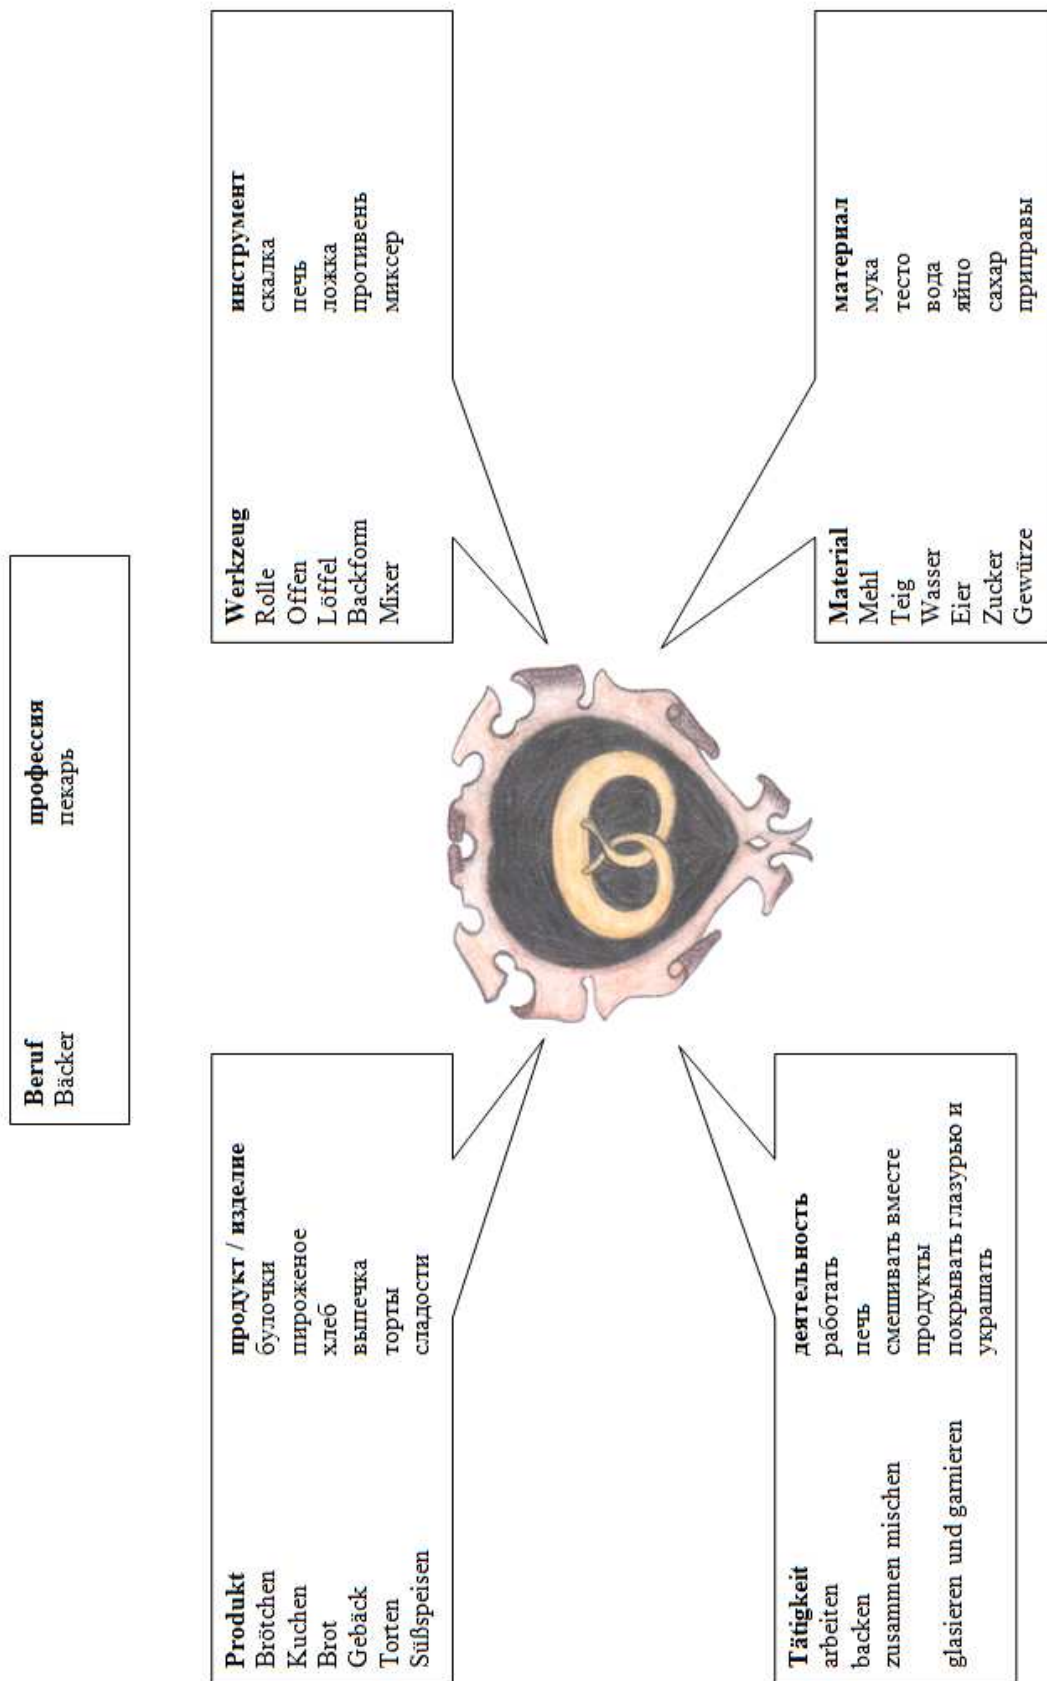 Beruf профессия
Bäcker пекарь
Produkt продукт / изделие
Brötchen булочки
Kuchen пироженое
Brot хлеб
Gebäck выпечка
Torten торты
Süßspeisen сладости
Werkzeug инструмент
Rolle скалка
Offen печь
Löffel ложка
Backform противень
Mixer миксер
Tätigkeit деятельность
arbeiten работать
backen печь
zusammen mischen смешивать вместе
продукты
glasieren und garnieren покрывать глазурью и
украшать
Material материал
Mehl мука
Teig тесто
Wasser вода
Eier яйцо
Zucker сахар
Gewürze приправы